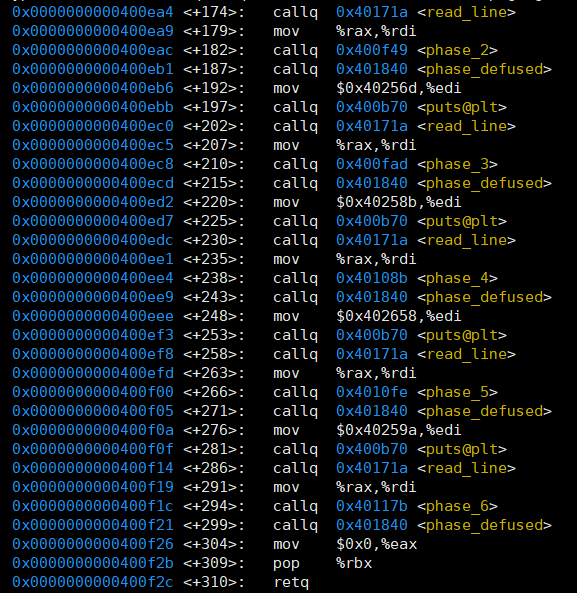 0x0000000000400ea4 <+174>: callq 0x40171a <read_line>
0x0000000000400ea9 <+179>: mov %rax,%rdi
0x0000000000400eac <+182>: callq 0x400f49 <phase_2>
0x0000000000400eb1 <+187>: callq 0x401840 <phase_defused>
0x0000000000400eb6 <+192>: mov $0x40256d,%edi
0x0000000000400ebb <+197>: callq 0x400b70 <puts@plt>
0x0000000000400ec0 <+202>: callq 0x40171a <read_line>
0x0000000000400ec5 <+207>: mov %rax,%rdi
0x0000000000400ec8 <+210>: callq 0x400fad <phase_3>
0x0000000000400ecd <+215>: callq 0x401840 <phase_defused>
0x0000000000400ed2 <+220>: mov $0x40258b,%edi
0x0000000000400ed7 <+225>: callq 0x400b70 <puts@plt>
0x0000000000400edc <+230>: callq 0x40171a <read_line>
0x0000000000400ee1 <+235>: mov %rax,%rdi
0x0000000000400ee4 <+238>: callq 0x40108b <phase_4>
0x0000000000400ee9 <+243>: callq 0x401840 <phase_defused>
0x0000000000400eee <+248>: mov $0x402658,%edi
0x0000000000400ef3 <+253>: callq 0x400b70 <puts@plt>
0x0000000000400ef8 <+258>: callq 0x40171a <read_line>
0x0000000000400efd <+263>: mov %rax,%rdi
0x0000000000400f00 <+266>: callq 0x4010fe <phase_5>
0x0000000000400f05 <+271>: callq 0x401840 <phase_defused>
0x0000000000400f0a <+276>: mov $0x40259a,%edi
0x0000000000400f0f <+281>: callq 0x400b70 <puts@plt>
0x0000000000400f14 <+286>: callq 0x40171a <read_line>
0x0000000000400f19 <+291>: mov %rax,%rdi
0x0000000000400f1c <+294>: callq 0x40117b <phase_6>
0x0000000000400f21 <+299>: callq 0x401840 <phase_defused>
0x0000000000400f26 <+304>: mov $0x0,%eax
0x0000000000400f2b <+309>: pop %rbx
0x0000000000400f2c <+310>: retq